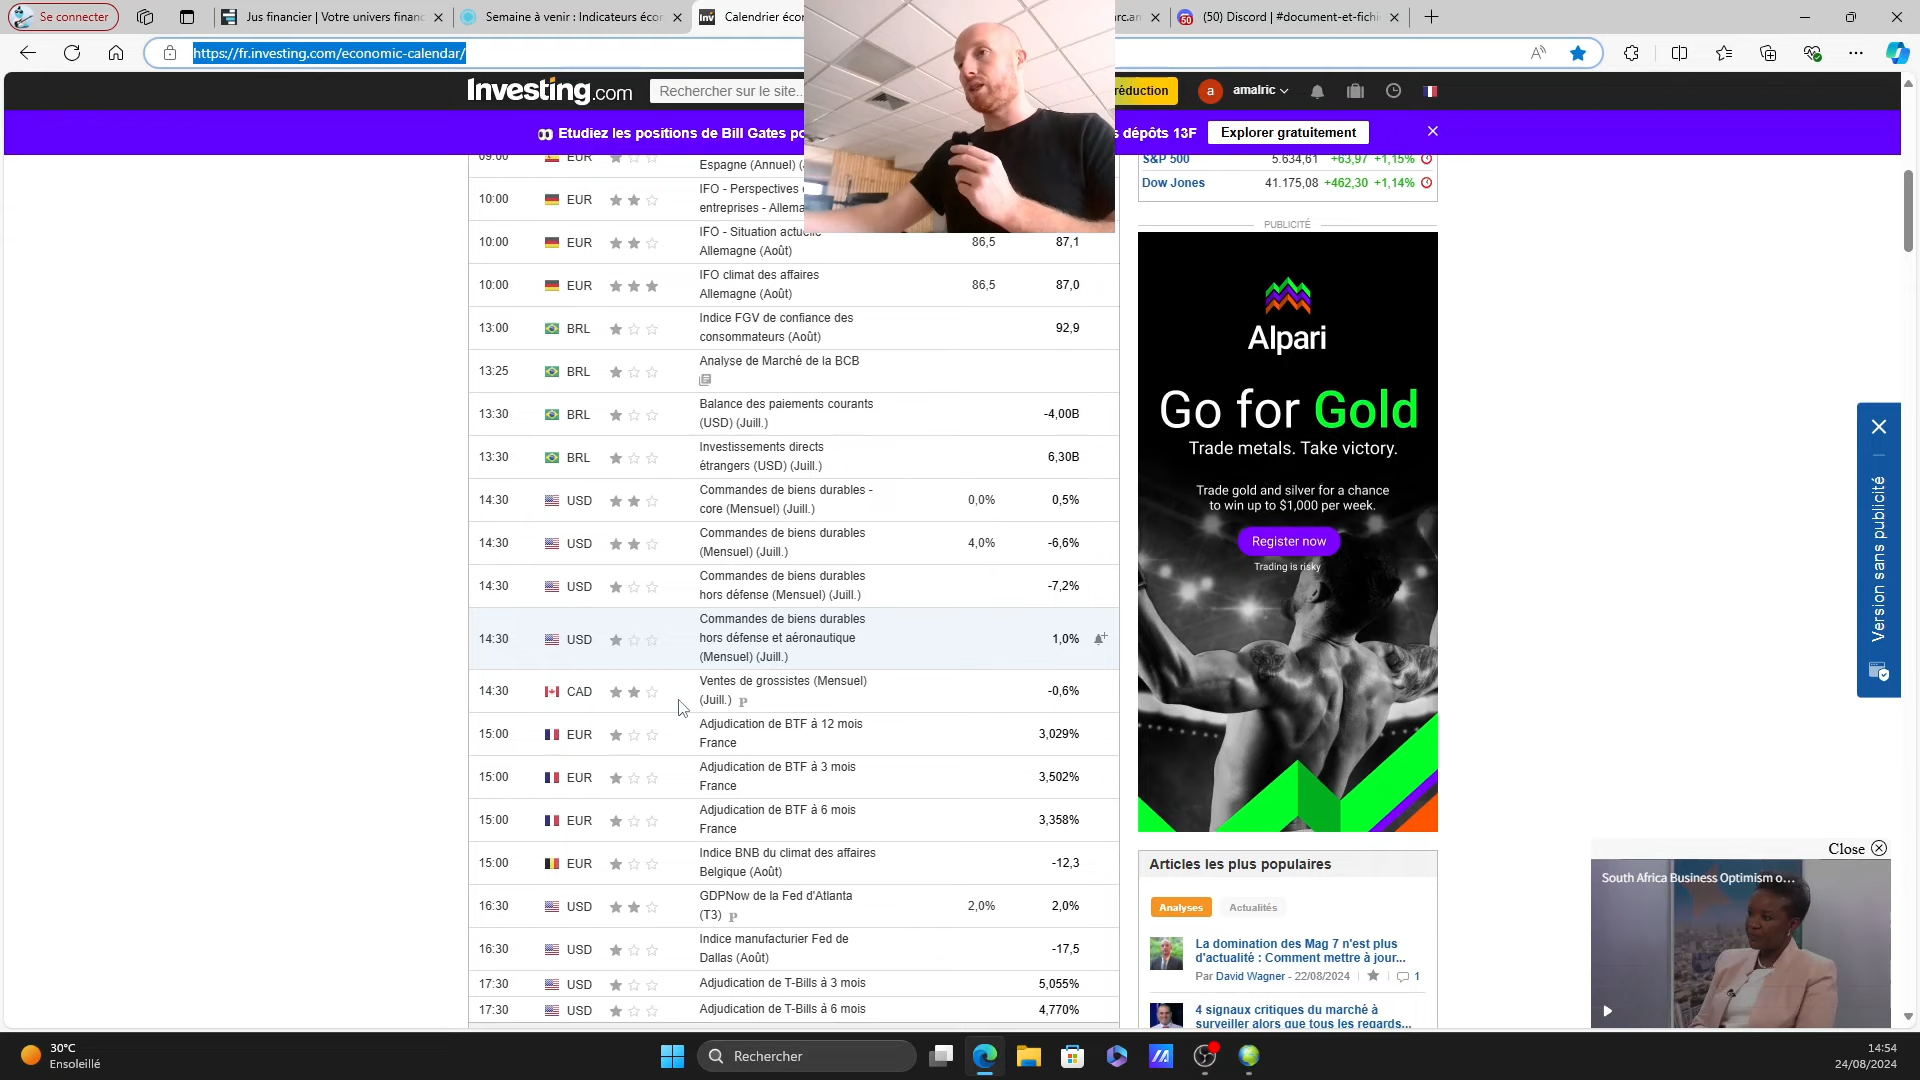 Se connecter
Jus financier | Votre univers finan
Semaine à venir : Indicateurs écor
Inv
Calendrier écor
arc.an
50
(50) Discord | #document-et-fichi
https://fr.investing.com/economic-calendar/
Investing.com
Rechercher sur le site...
réduction
a
amalric
Etudiez les positions de Bill Gates
dépôts 13F
Explorer gratuitement
09:00 EUR
Espagne (Annuel)
10:00 EUR IFO - Perspectives
entreprises - Allema
10:00 EUR IFO - Situation actuelle
Allemagne (Août) 86,5 87,1
10:00 EUR IFO climat des affaires
Allemagne (Août) 86,5 87,0
13:00 BRL Indice FGV de confiance des
consommateurs (Août) 92,9
13:25 BRL Analyse de Marché de la BCB
13:30 BRL Balance des paiements courants
(USD) (Juill.) -4,00B
13:30 BRL Investissements directs
étrangers (USD) (Juill.) 6,30B
14:30 USD Commandes de biens durables -
core (Mensuel) (Juill.) 0,0% 0,5%
14:30 USD Commandes de biens durables
(Mensuel) (Juill.) 4,0% -6,6%
14:30 USD Commandes de biens durables
hors défense (Mensuel) (Juill.) -7,2%
14:30 USD Commandes de biens durables
hors défense et aéronautique
(Mensuel) (Juill.) 1,0%
14:30 CAD Ventes de grossistes (Mensuel)
(Juill.) P -0,6%
15:00 EUR Adjudication de BTF à 12 mois
France 3,029%
15:00 EUR Adjudication de BTF à 3 mois
France 3,502%
15:00 EUR Adjudication de BTF à 6 mois
France 3,358%
15:00 EUR Indice BNB du climat des affaires
Belgique (Août) -12,3
16:30 USD GDPNow de la Fed d'Atlanta
(T3) P 2,0% 2,0%
16:30 USD Indice manufacturier Fed de
Dallas (Août) -17,5
17:30 USD Adjudication de T-Bills à 3 mois 5,055%
17:30 USD Adjudication de T-Bills à 6 mois 4,770%
S&P 500 5.634,61 +63,97 +1,15%
Dow Jones 41.175,08 +462,30 +1,14%
PUBLICITÉ
Alpari
Go for Gold
Trade metals. Take victory.
Trade gold and silver for a chance
to win up to $1,000 per week.
Register now
Trading is risky
Version sans publicité
Articles les plus populaires
Analyses
Actualités
La domination des Mag 7 n'est plus
d'actualité : Comment mettre à jour...
Par David Wagner - 22/08/2024 1
4 signaux critiques du marché à
surveiller alors que tous les regards...
Close
South Africa Business Optimism o...
30°C
Ensoleillé
Rechercher
14:54
24/08/2024